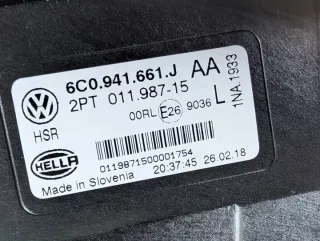 6C0.941.661.J AA
2PT 011.987-15
HSR
00RL E26 9036 L
1NA.1933
HELLA
0119871500001754
Made in Slovenia 20:37:45 26.02.18